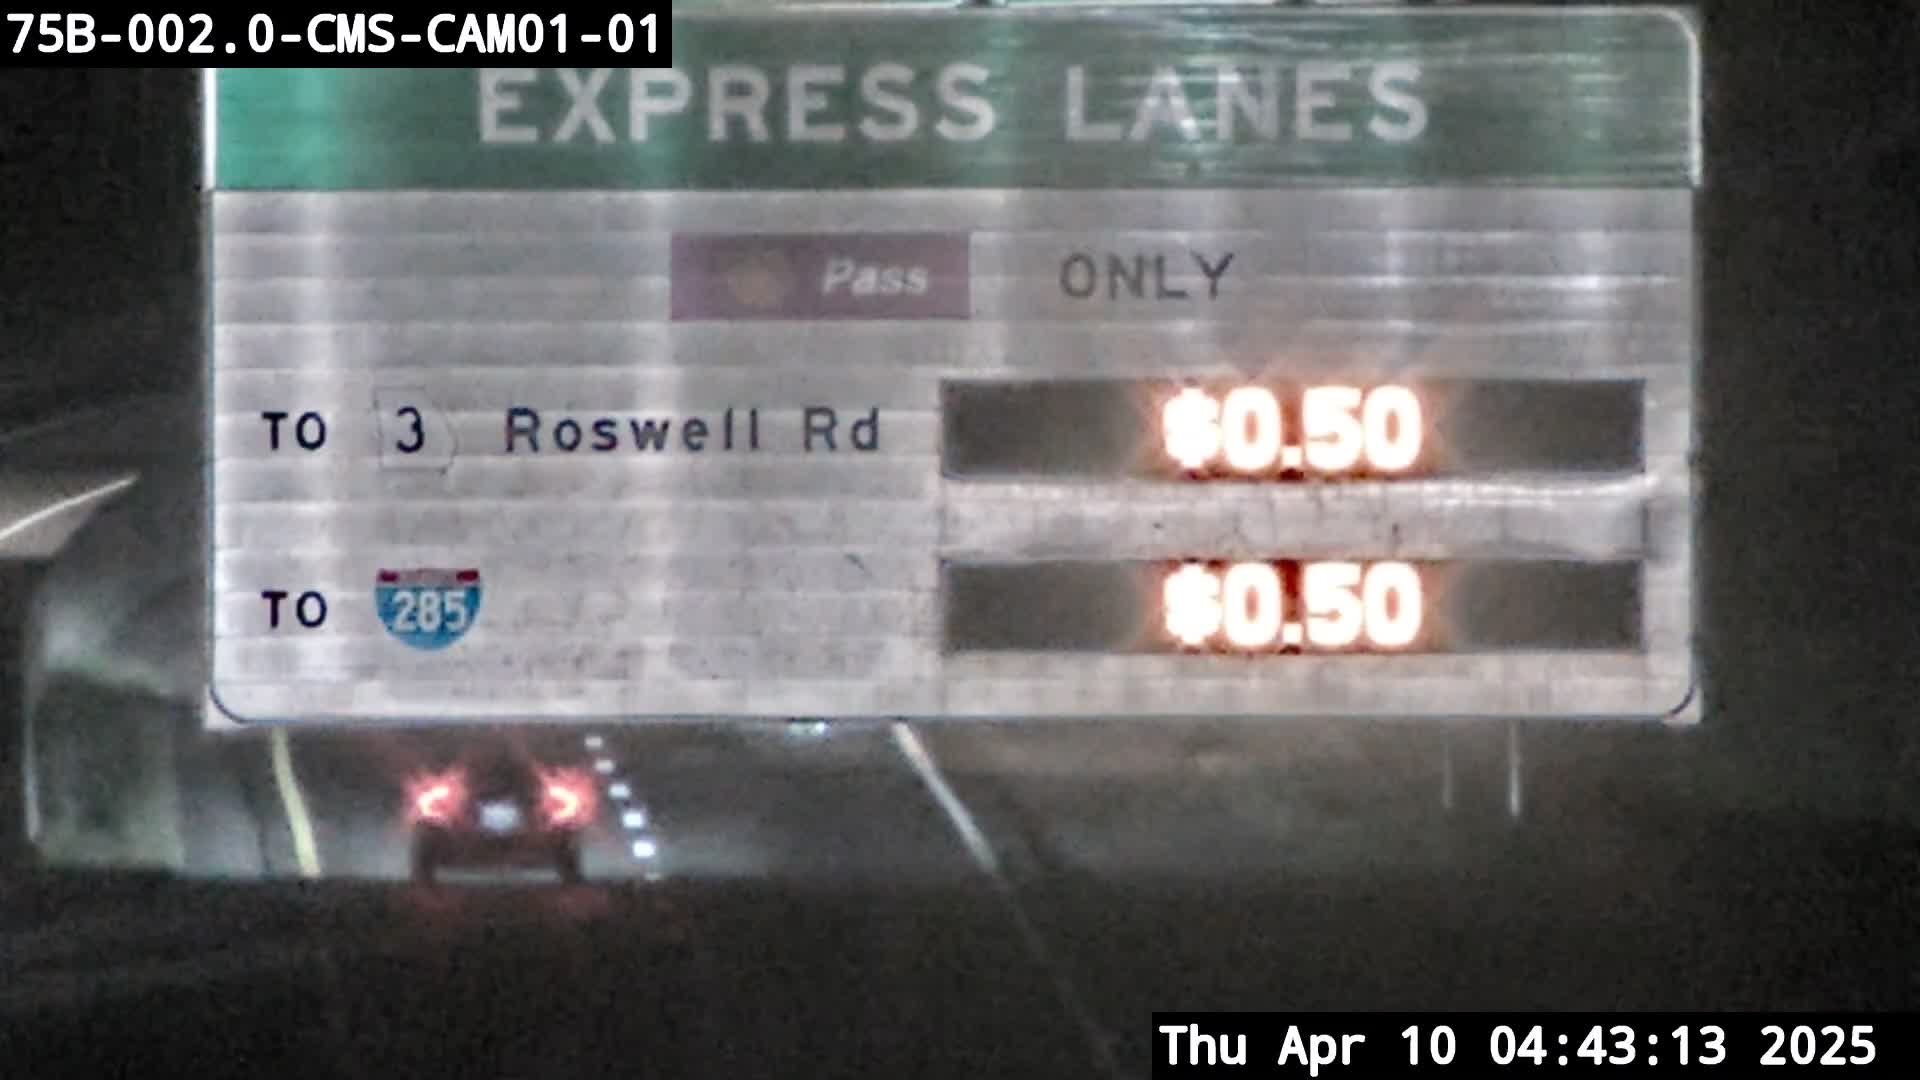 75B-002.0-CMS-CAM01-01
EXPRESS LANES
Pass ONLY
TO 3 Roswell Rd $0.50
TO 285 $0.50
Thu Apr 10 04:43:13 2025